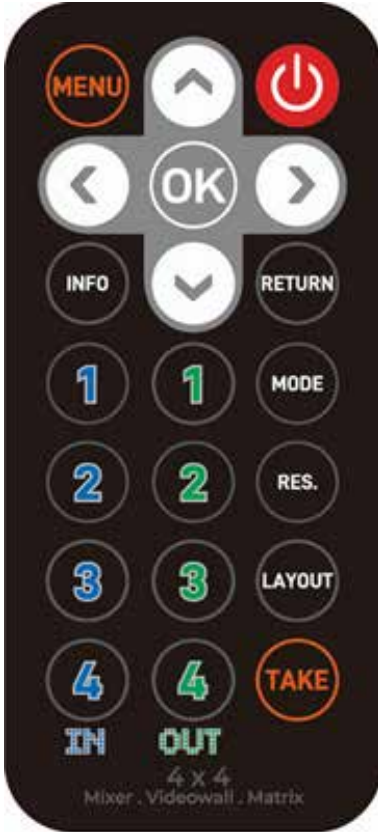 MENU
OK
INFO RETURN
1 1 MODE
2 2 RES.
3 3 LAYOUT
4 4 TAKE
IN OUT
4 x 4
Mixer . Videowall . Matrix